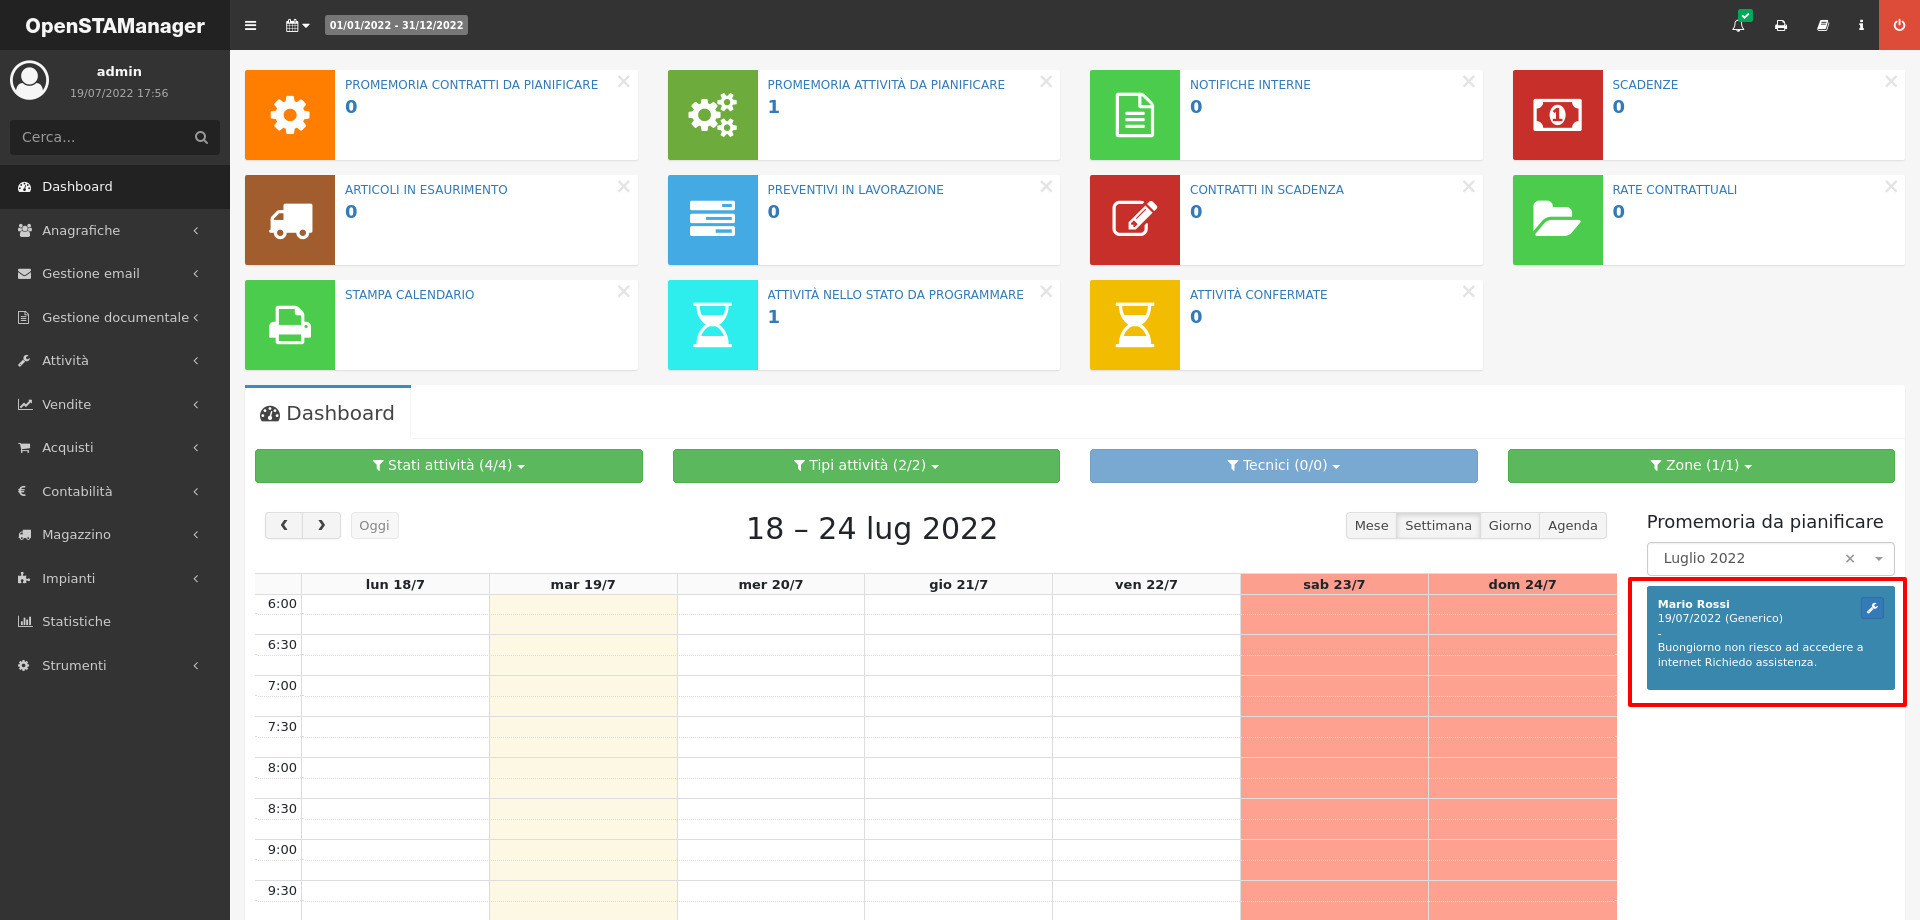 OpenSTAManager
01/01/2022 - 31/12/2022
admin
19/07/2022 17:56
Cerca...
Dashboard
Anagrafiche
Gestione email
Gestione documentale
Attività
Vendite
Acquisti
Contabilità
Magazzino
Impianti
Statistiche
Strumenti
PROMEMORIA CONTRATTI DA PIANIFICARE
0
PROMEMORIA ATTIVITÀ DA PIANIFICARE
1
NOTIFICHE INTERNE
0
SCADENZE
0
ARTICOLI IN ESAURIMENTO
0
PREVENTIVI IN LAVORAZIONE
0
CONTRATTI IN SCADENZA
0
RATE CONTRATTUALI
0
STAMPA CALENDARIO
ATTIVITÀ NELLO STATO DA PROGRAMMARE
1
ATTIVITÀ CONFERMATE
0
Dashboard
Stati attività (4/4)
Tipi attività (2/2)
Tecnici (0/0)
Zone (1/1)
Oggi
18 – 24 lug 2022
Mese Settimana Giorno Agenda
lun 18/7 mar 19/7 mer 20/7 gio 21/7 ven 22/7 sab 23/7 dom 24/7
6:00
6:30
7:00
7:30
8:00
8:30
9:00
9:30
Promemoria da pianificare
Luglio 2022
Mario Rossi
19/07/2022 (Generico)
-
Buongiorno non riesco ad accedere a
internet Richiedo assistenza.